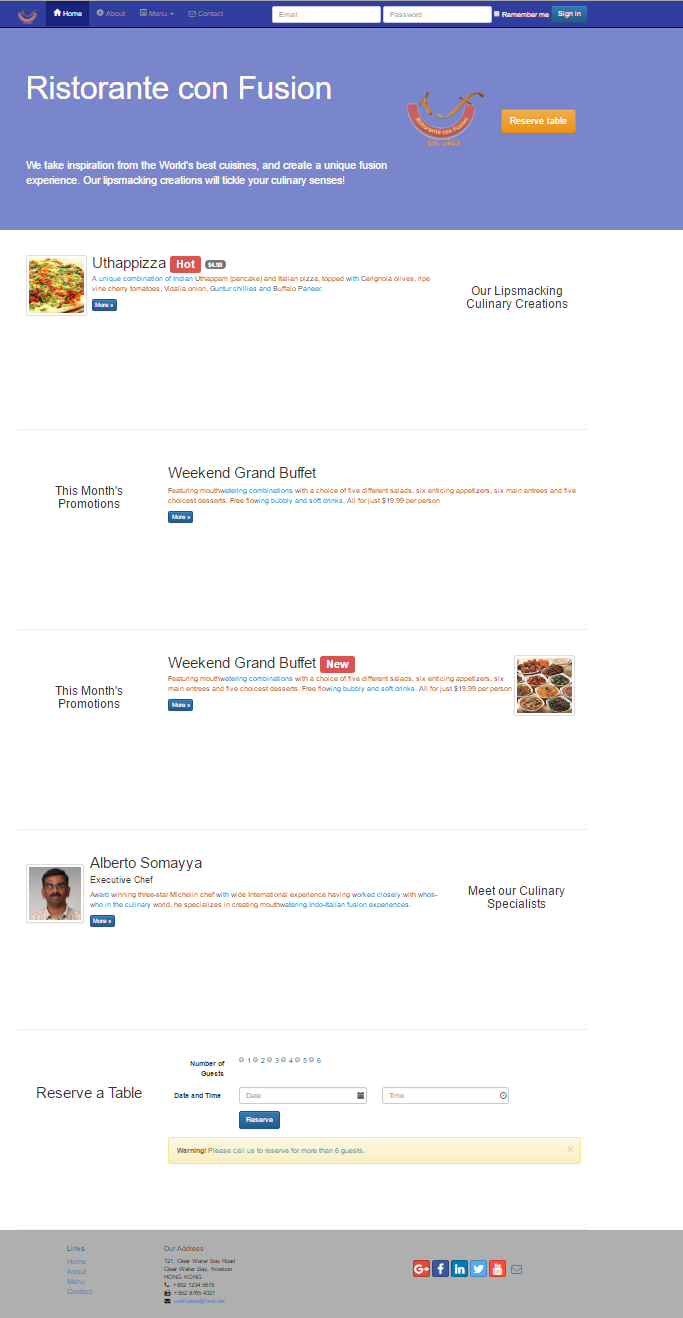 Home About Menu Contact Email Password Remember me Sign in
Ristorante con Fusion
Ristorante con Fusion
Reserve table
We take inspiration from the World's best cuisines, and create a unique fusion
experience. Our lipsmacking creations will tickle your culinary senses!
Uthappizza Hot $4.99
A unique combination of Indian Uthappam (pancake) and Italian pizza, topped with Cerignola olives, ripe
vine cherry tomatoes, Vidalia onion, Guntur chillies and Buffalo Paneer.
More »
Our Lipsmacking
Culinary Creations
This Month's
Promotions
Weekend Grand Buffet
Featuring mouthwatering combinations with a choice of five different salads, six enticing appetizers, six main entrees and five
choicest desserts. Free flowing bubbly and soft drinks. All for just $19.99 per person
More »
This Month's
Promotions
Weekend Grand Buffet New
Featuring mouthwatering combinations with a choice of five different salads, six enticing appetizers, six
main entrees and five choicest desserts. Free flowing bubbly and soft drinks. All for just $19.99 per person
More »
Alberto Somayya
Executive Chef
Award winning three-star Michelin chef with wide International experience having worked closely with whos-
who in the culinary world, he specializes in creating mouthwatering Indo-Italian fusion experiences.
More »
Meet our Culinary
Specialists
Reserve a Table
Number of
Guests
1 2 3 4 5 6
Date and Time
Date
Time
Reserve
Warning! Please call us to reserve for more than 6 guests. ×
Links
Home
About
Menu
Contact
Our Address
121, Clear Water Bay Road
Clear Water Bay, Kowloon
HONG KONG
+852 1234 5678
+852 8765 4321
confusion@food.net